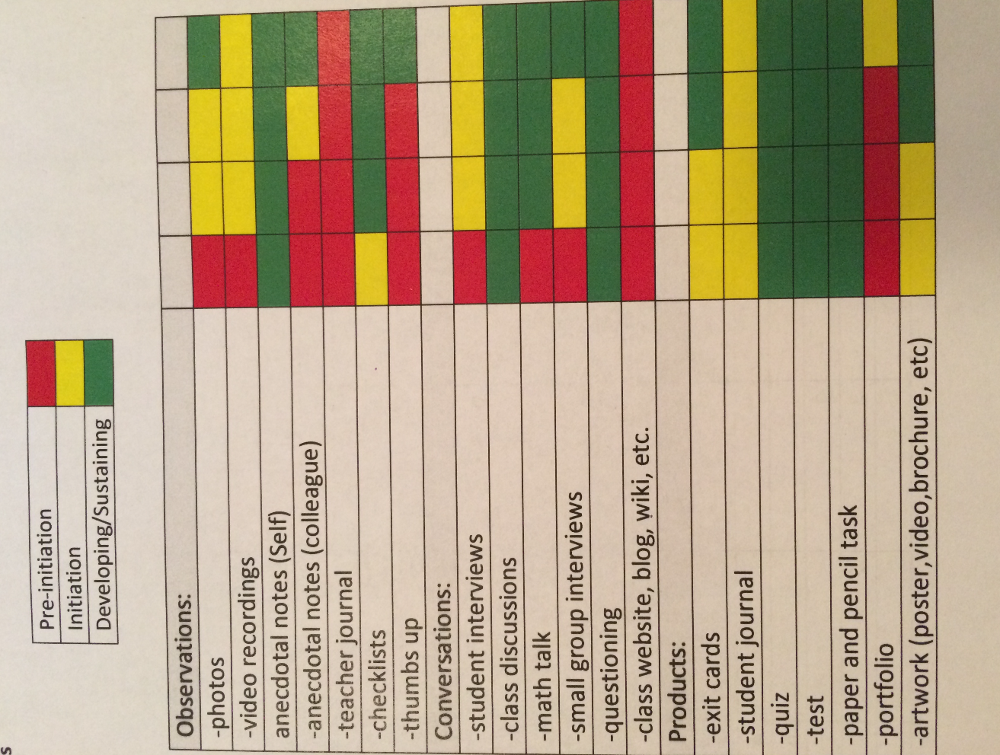 s
Pre-initiation
Initiation
Developing/Sustaining
Observations:
-photos
-video recordings
anecdotal notes (Self)
-anecdotal notes (colleague)
-teacher journal
-checklists
-thumbs up
Conversations:
-student interviews
-class discussions
-math talk
-small group interviews
-questioning
-class website, blog, wiki, etc.
Products:
-exit cards
-student journal
-quiz
-test
-paper and pencil task
-portfolio
-artwork (poster,video,brochure, etc)